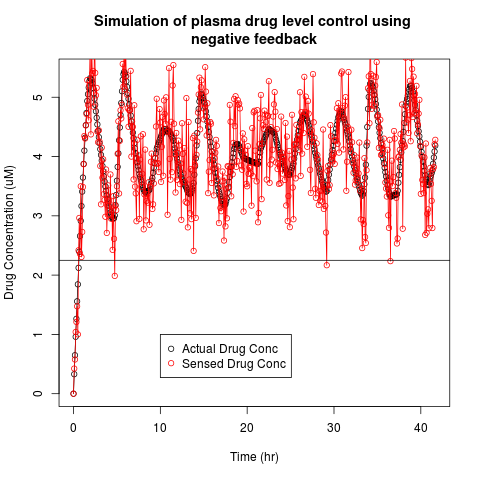 Simulation of plasma drug level control using
negative feedback
Drug Concentration (uM)
5
4
3
2
1
0
Actual Drug Conc
Sensed Drug Conc
0 10 20 30 40
Time (hr)